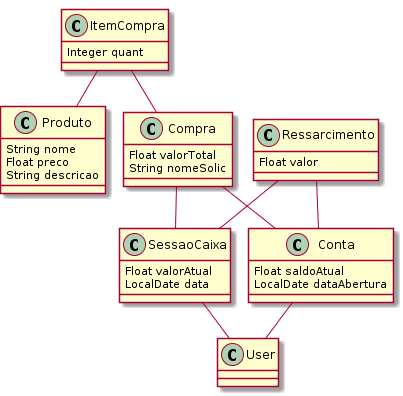 C ItemCompra
Integer quant
C Produto
String nome
Float preco
String descricao
C Compra
Float valorTotal
String nomeSolic
C Ressarcimento
Float valor
C SessaoCaixa
Float valorAtual
LocalDate data
C Conta
Float saldoAtual
LocalDate dataAbertura
C User